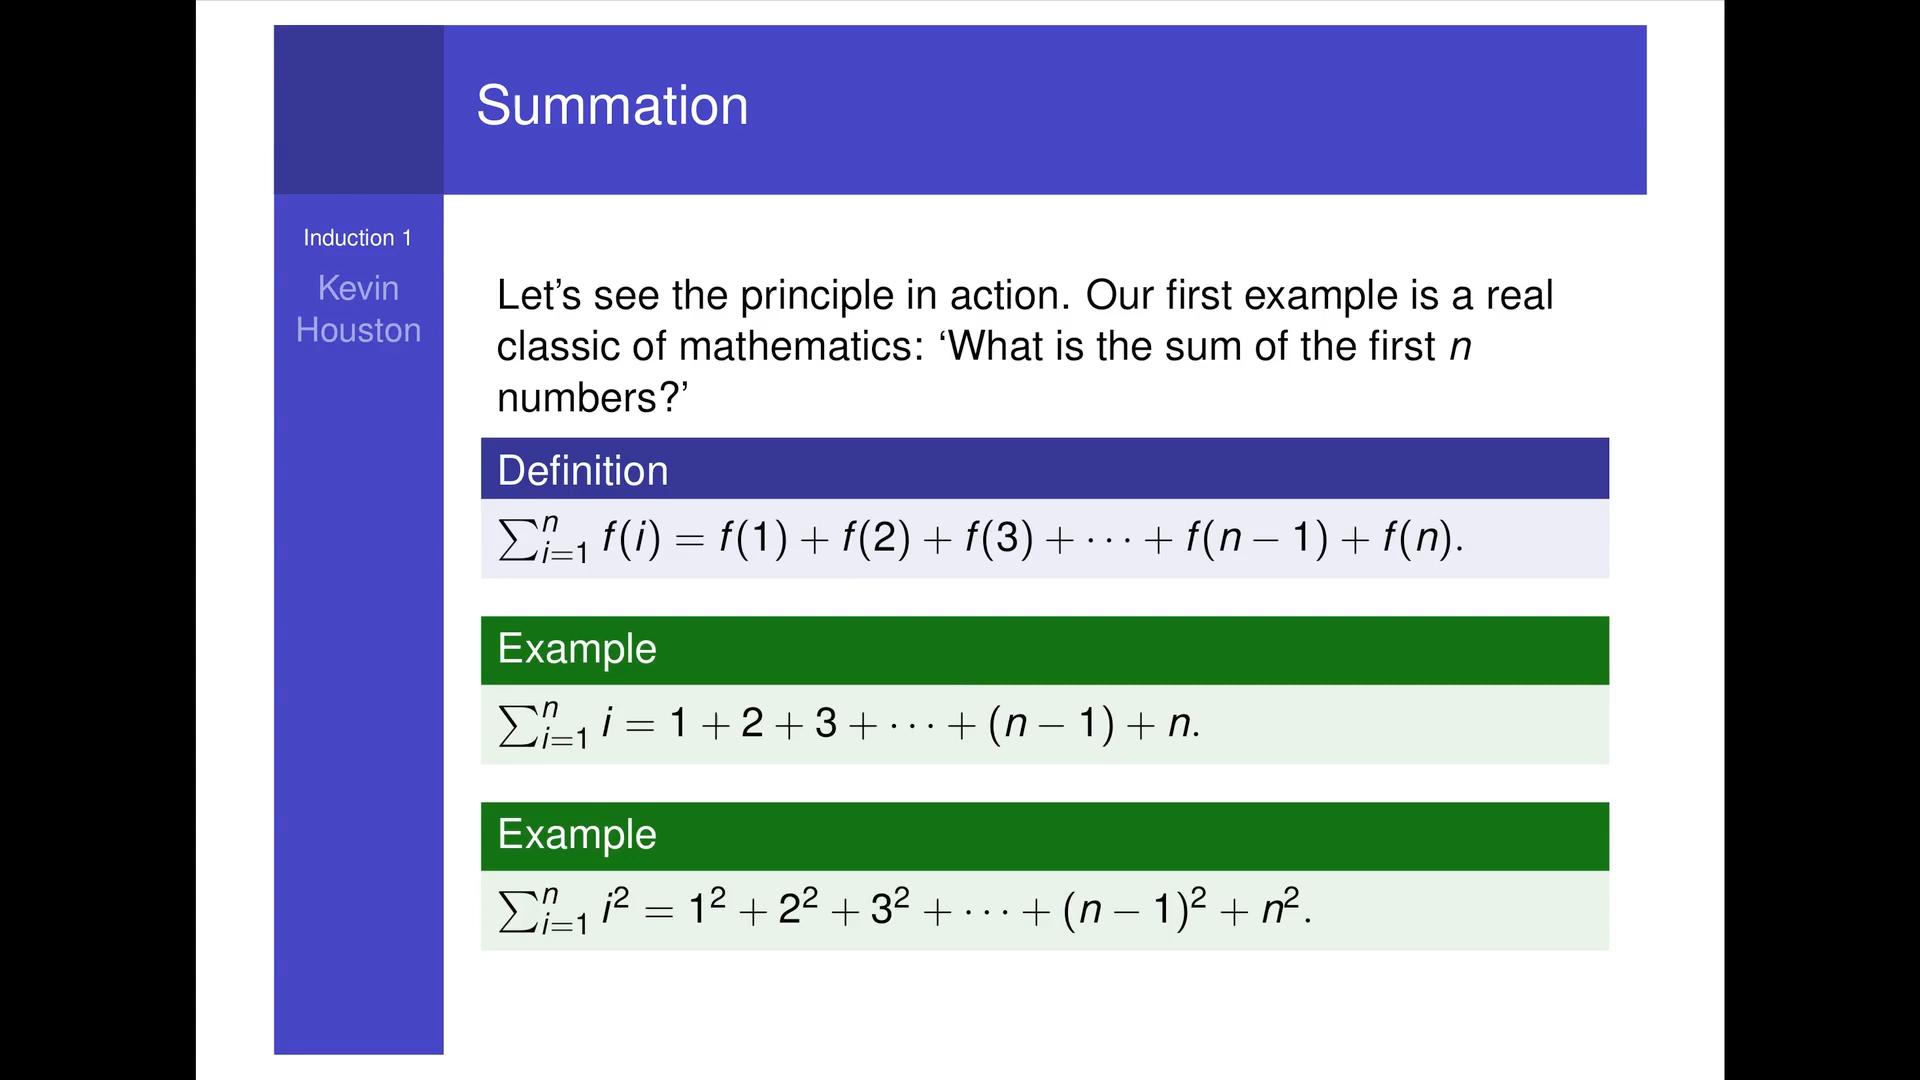 Summation
Induction 1
Kevin
Houston
Let’s see the principle in action. Our first example is a real
classic of mathematics: ‘What is the sum of the first n
numbers?’
Definition
∑ⁿᵢ₌₁ f(i) = f(1) + f(2) + f(3) + · · · + f(n − 1) + f(n).
Example
∑ⁿᵢ₌₁ i = 1 + 2 + 3 + · · · + (n − 1) + n.
Example
∑ⁿᵢ₌₁ i² = 1² + 2² + 3² + · · · + (n − 1)² + n².